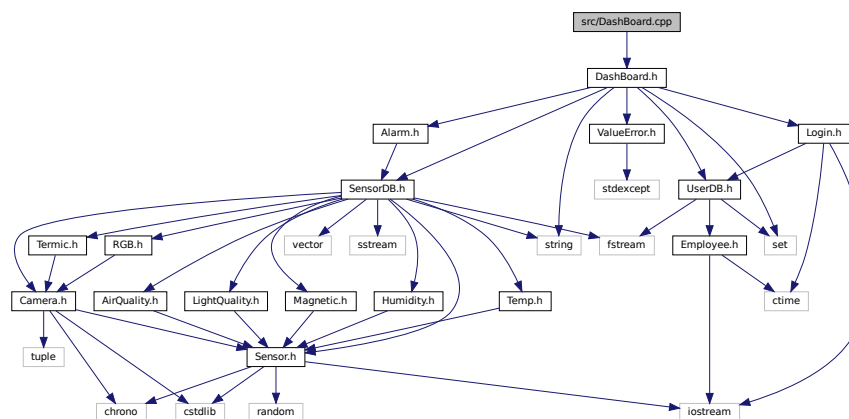 src/DashBoard.cpp
DashBoard.h
Alarm.h
ValueError.h
Login.h
SensorDB.h
stdexcept
UserDB.h
Termic.h
RGB.h
vector
sstream
string
fstream
Employee.h
set
Camera.h
AirQuality.h
LightQuality.h
Magnetic.h
Humidity.h
Temp.h
ctime
tuple
Sensor.h
chrono
cstdlib
random
iostream